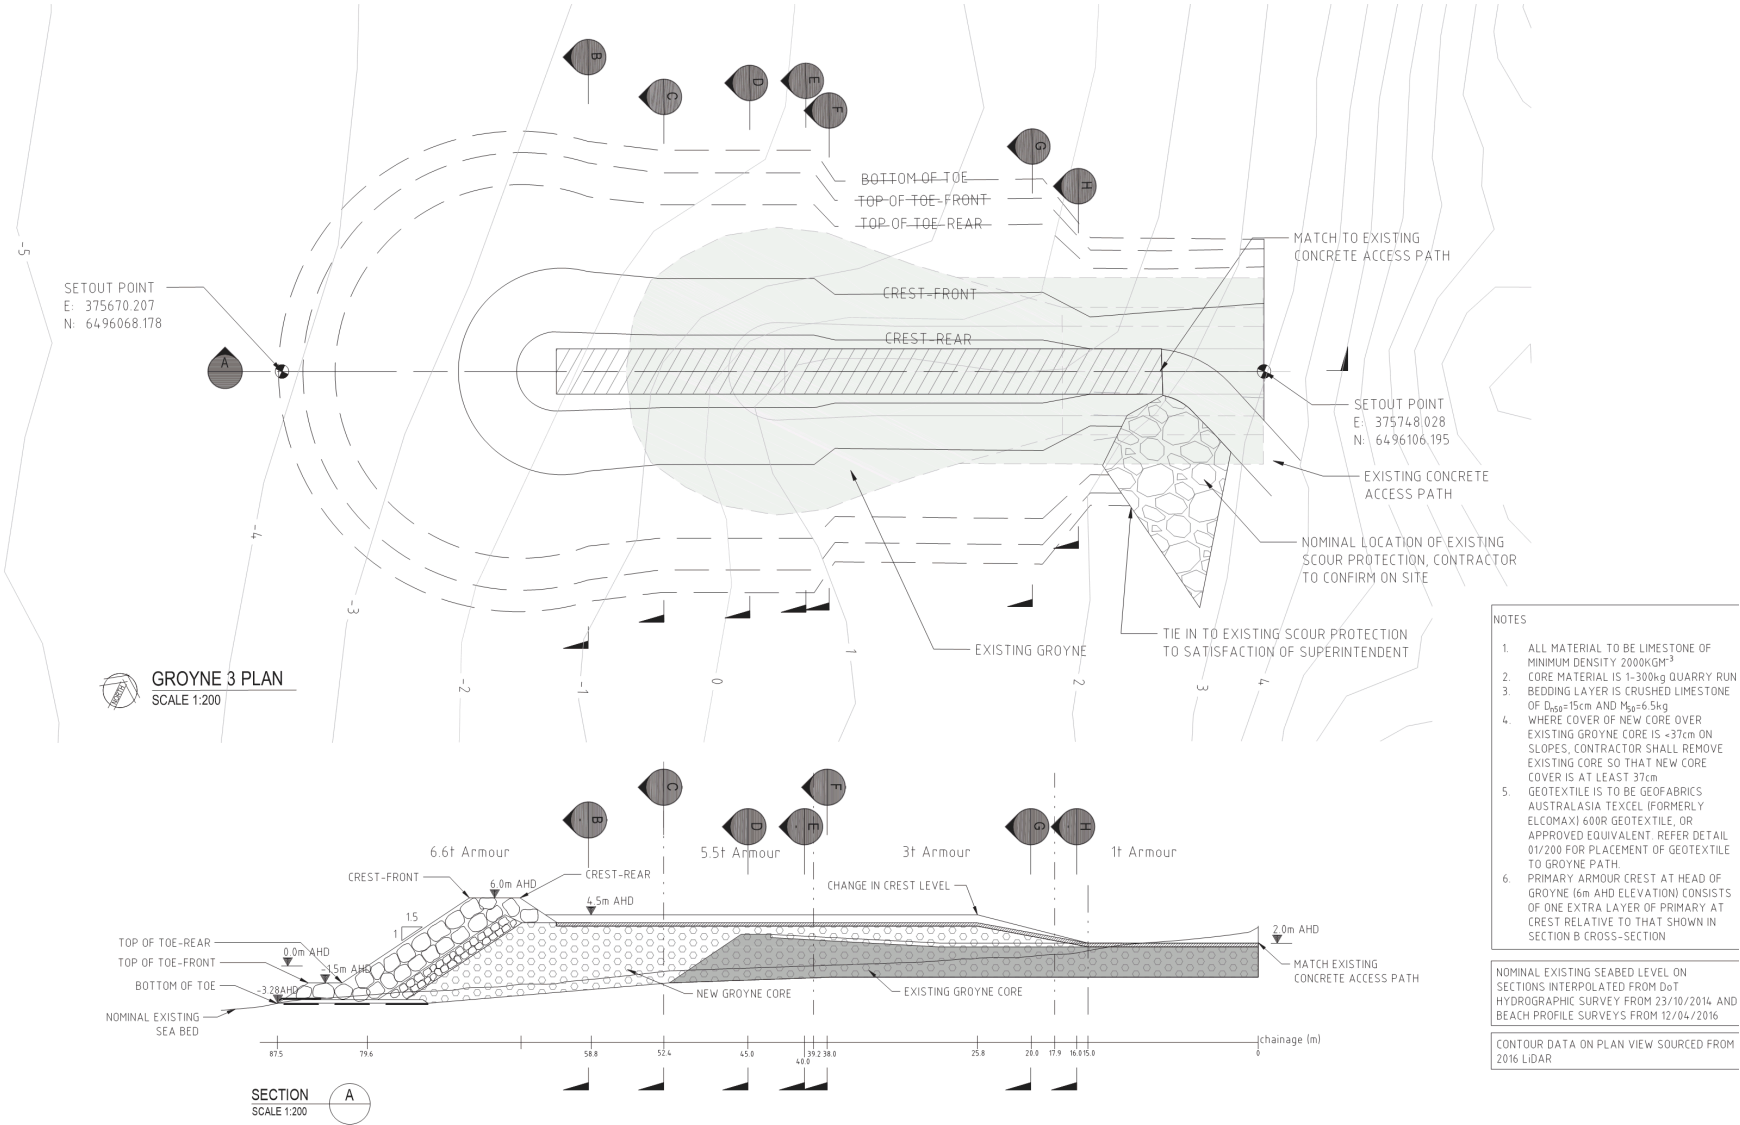 B
C
D
E
F
G
H
BOTTOM OF TOE
TOP OF TOE-FRONT
TOP OF TOE-REAR
MATCH TO EXISTING
CONCRETE ACCESS PATH
-5
SETOUT POINT
E: 375670.207
N: 6496068.178
CREST-FRONT
CREST-REAR
A
SETOUT POINT
E: 375748.028
N: 6496106.195
EXISTING CONCRETE
ACCESS PATH
-4
NOMINAL LOCATION OF EXISTING
SCOUR PROTECTION, CONTRACTOR
TO CONFIRM ON SITE
-3
TIE IN TO EXISTING SCOUR PROTECTION
TO SATISFACTION OF SUPERINTENDENT
EXISTING GROYNE
-2
-1
0
1
2
3
4
NORTH
GROYNE 3 PLAN
SCALE 1:200
NOTES
1. ALL MATERIAL TO BE LIMESTONE OF
MINIMUM DENSITY 2000KGM⁻³
2. CORE MATERIAL IS 1-300kg QUARRY RUN
3. BEDDING LAYER IS CRUSHED LIMESTONE
OF Dn50=15cm AND M50=6.5kg
4. WHERE COVER OF NEW CORE OVER
EXISTING GROYNE CORE IS <37cm ON
SLOPES, CONTRACTOR SHALL REMOVE
EXISTING CORE SO THAT NEW CORE
COVER IS AT LEAST 37cm
5. GEOTEXTILE IS TO BE GEOFABRICS
AUSTRALASIA TEXCEL (FORMERLY
ELCOMAX) 600R GEOTEXTILE, OR
APPROVED EQUIVALENT. REFER DETAIL
01/200 FOR PLACEMENT OF GEOTEXTILE
TO GROYNE PATH.
6. PRIMARY ARMOUR CREST AT HEAD OF
GROYNE (6m AHD ELEVATION) CONSISTS
OF ONE EXTRA LAYER OF PRIMARY AT
CREST RELATIVE TO THAT SHOWN IN
SECTION B CROSS-SECTION
NOMINAL EXISTING SEABED LEVEL ON
SECTIONS INTERPOLATED FROM DoT
HYDROGRAPHIC SURVEY FROM 23/10/2014 AND
BEACH PROFILE SURVEYS FROM 12/04/2016
CONTOUR DATA ON PLAN VIEW SOURCED FROM
2016 LiDAR
B
C
D
E
F
G
H
6.6t Armour
5.5t Armour
3t Armour
1t Armour
CREST-FRONT
6.0m AHD
CREST-REAR
CHANGE IN CREST LEVEL
4.5m AHD
1.5
1
TOP OF TOE-REAR
0.0m AHD
TOP OF TOE-FRONT
-1.5m AHD
BOTTOM OF TOE
-3.28AHD
2.0m AHD
MATCH EXISTING
CONCRETE ACCESS PATH
NEW GROYNE CORE
EXISTING GROYNE CORE
NOMINAL EXISTING
SEA BED
chainage (m)
87.5 79.6 58.8 52.4 45.0 40.0 39.2 38.0 25.8 20.0 17.9 16.0 15.0 0
SECTION A
SCALE 1:200